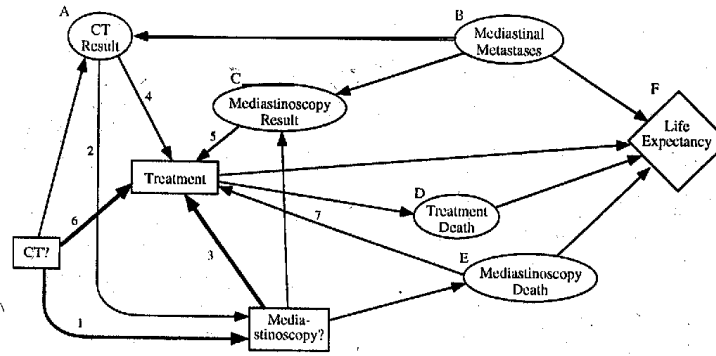 A
CT
Result
B
Mediastinal
Metastases
C
Mediastinoscopy
Result
F
Life
Expectancy
4
5
2
Treatment
D
Treatment
Death
7
6
E
Mediastinoscopy
Death
CT?
3
1
Media-
stinoscopy?